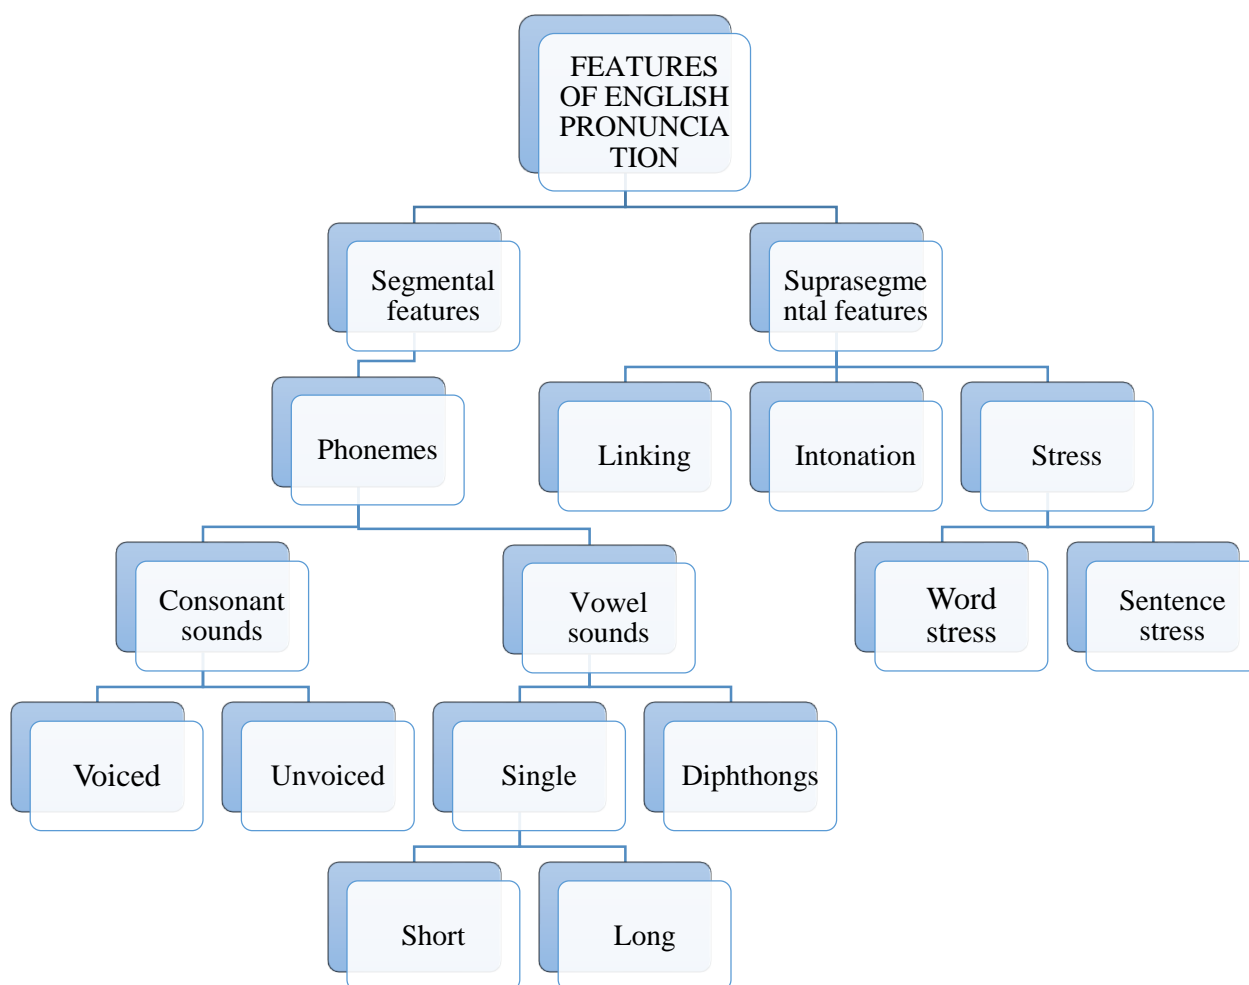 FEATURES
OF ENGLISH
PRONUNCIA
TION
Segmental
features
Suprasegme
ntal features
Phonemes
Linking
Intonation
Stress
Consonant
sounds
Vowel
sounds
Word
stress
Sentence
stress
Voiced
Unvoiced
Single
Diphthongs
Short
Long